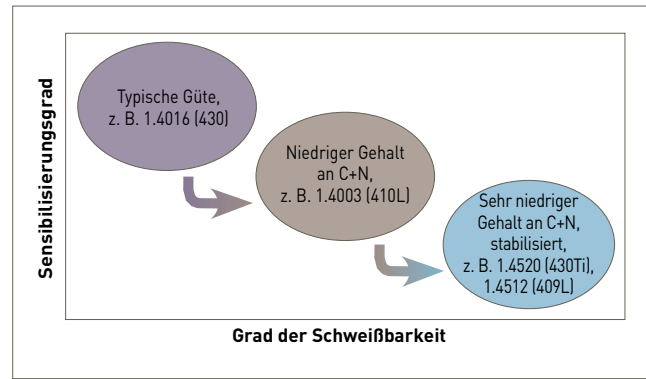 Sensibilisierungsgrad
Typische Güte,
z. B. 1.4016 (430)
Niedriger Gehalt
an C+N,
z. B. 1.4003 (410L)
Sehr niedriger
Gehalt an C+N,
stabilisiert,
z. B. 1.4520 (430Ti),
1.4512 (409L)
Grad der Schweißbarkeit